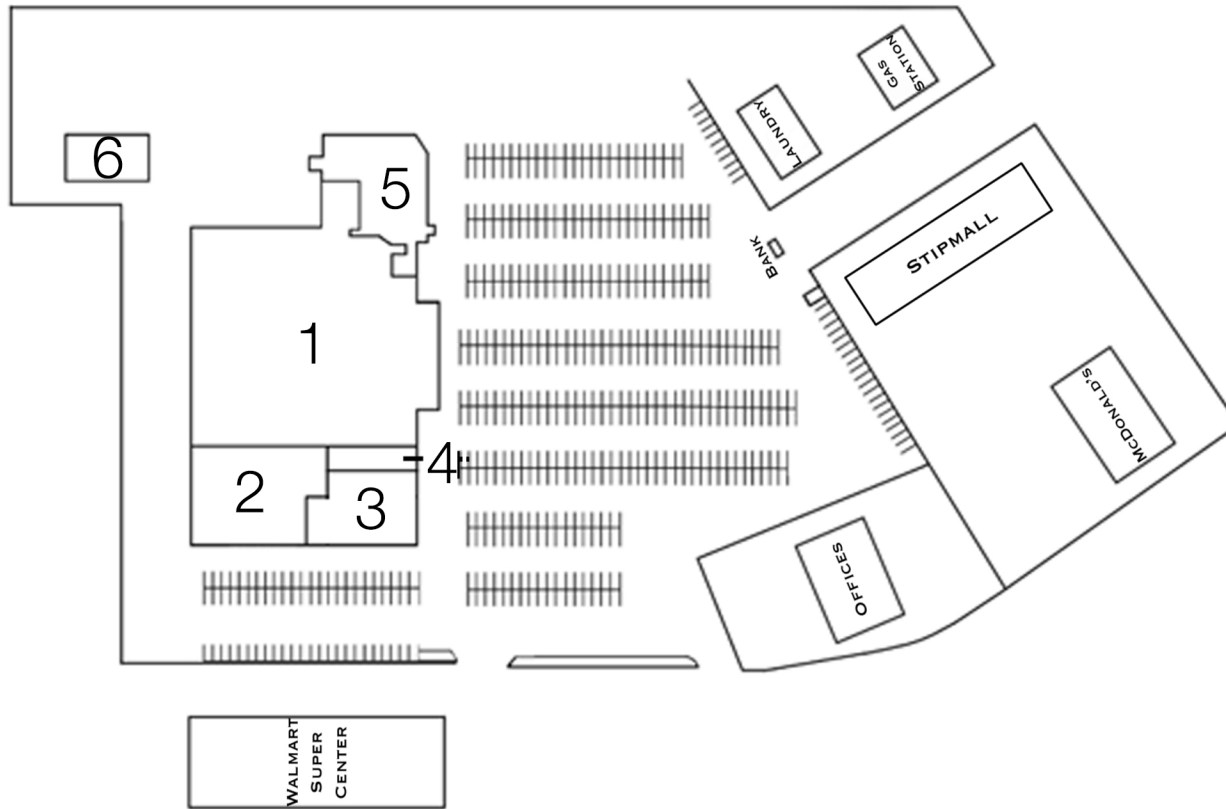 GAS
STATION
LAUNDRY
6
5
STIPMALL
BANK
1
MCDONALD'S
4
2
3
OFFICES
WALMART
SUPER
CENTER